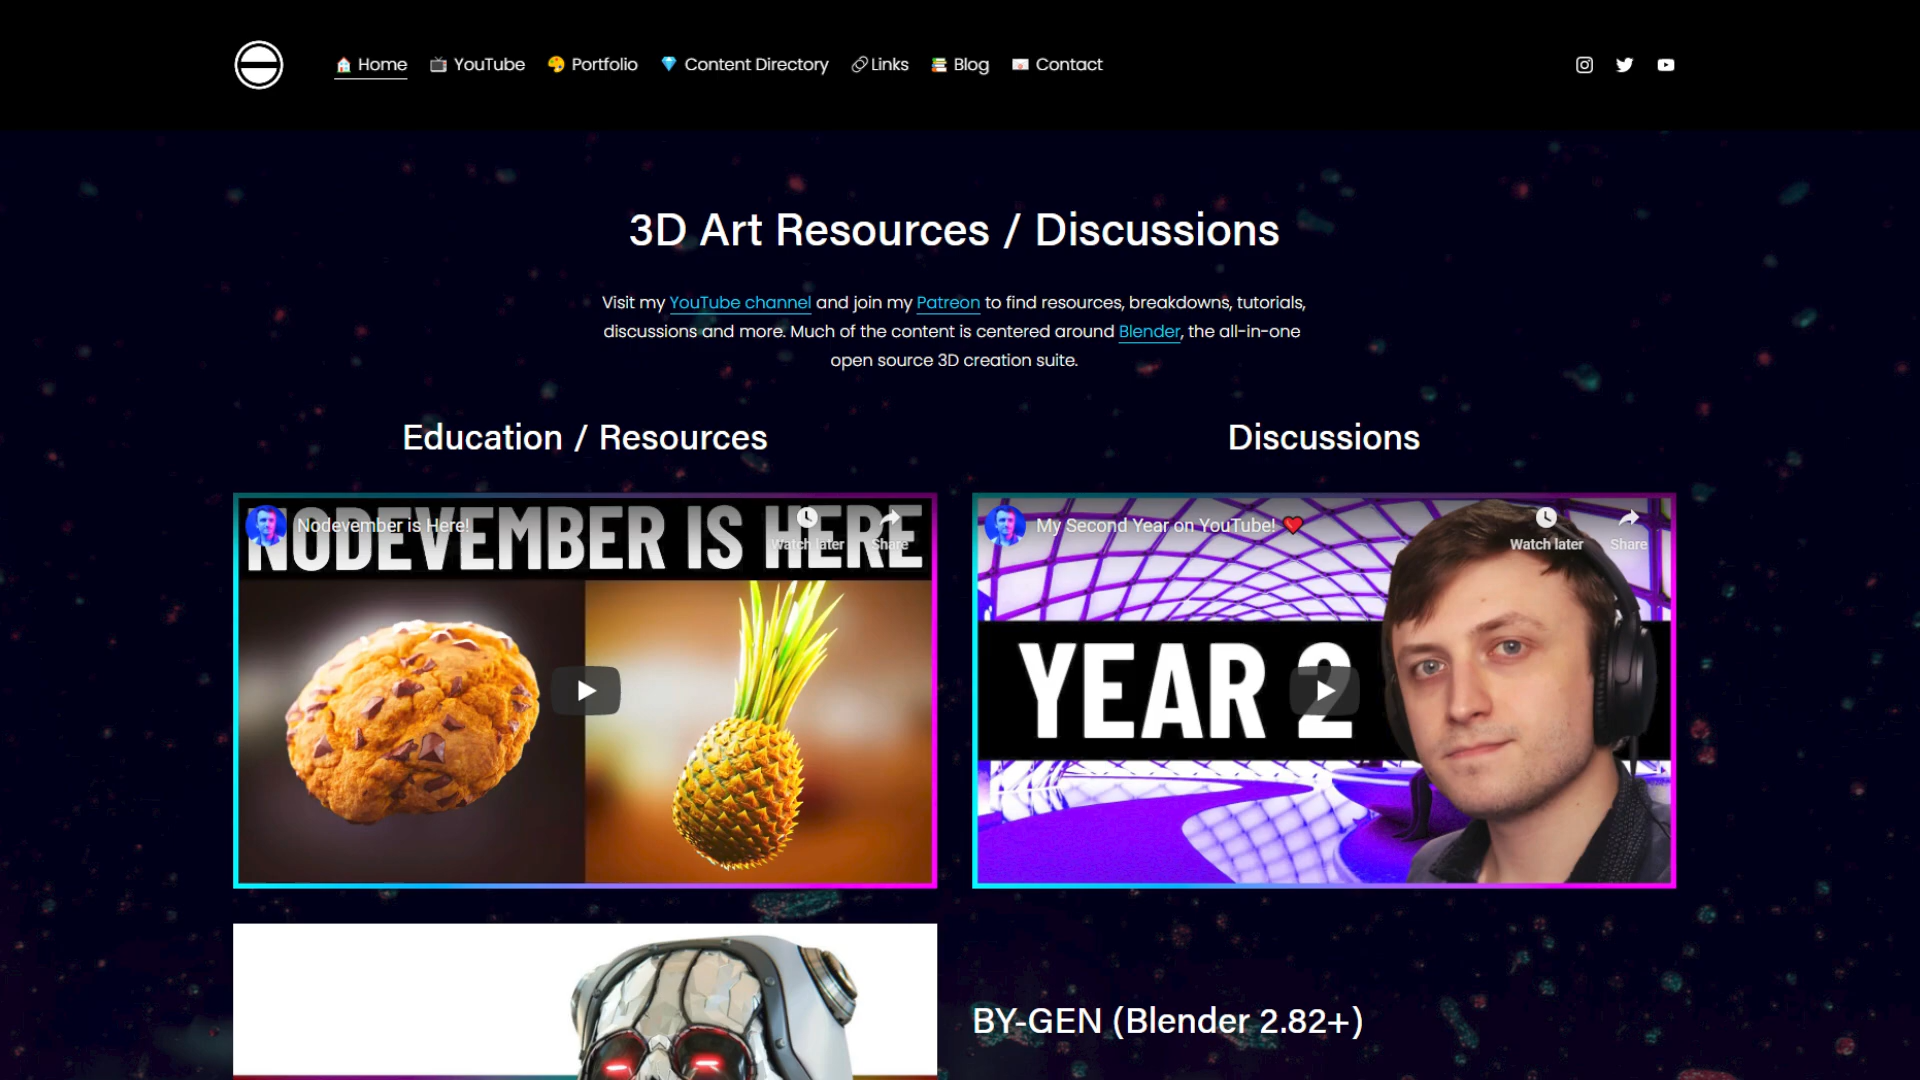 Home YouTube Portfolio Content Directory Links Blog Contact
3D Art Resources / Discussions
Visit my YouTube channel and join my Patreon to find resources, breakdowns, tutorials,
discussions and more. Much of the content is centered around Blender, the all-in-one
open source 3D creation suite.
Education / Resources
Discussions
Nodevember is Here!
Watch later
Share
NODEVEMBER IS HERE
My Second Year on YouTube! ❤️
Watch later
Share
YEAR 2
BY-GEN (Blender 2.82+)